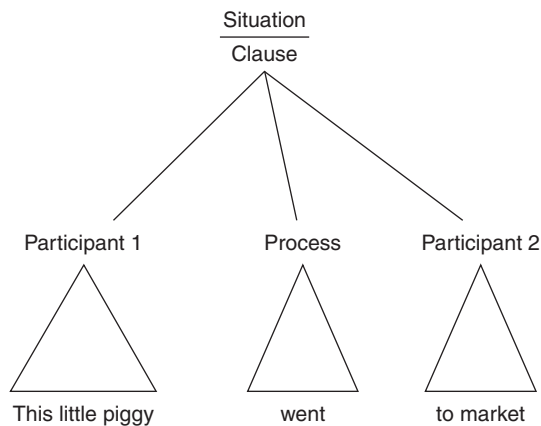 Situation
Clause
Participant 1 Process Participant 2
This little piggy went to market